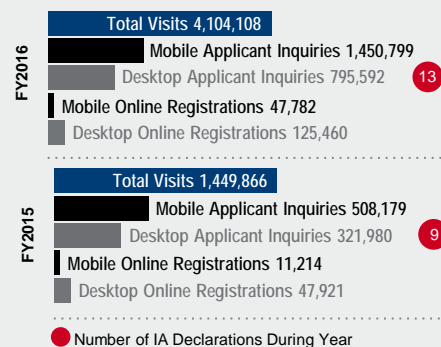 FY2016
Total Visits 4,104,108
Mobile Applicant Inquiries 1,450,799
Desktop Applicant Inquiries 795,592
13
Mobile Online Registrations 47,782
Desktop Online Registrations 125,460
FY2015
Total Visits 1,449,866
Mobile Applicant Inquiries 508,179
Desktop Applicant Inquiries 321,980
9
Mobile Online Registrations 11,214
Desktop Online Registrations 47,921
Number of IA Declarations During Year